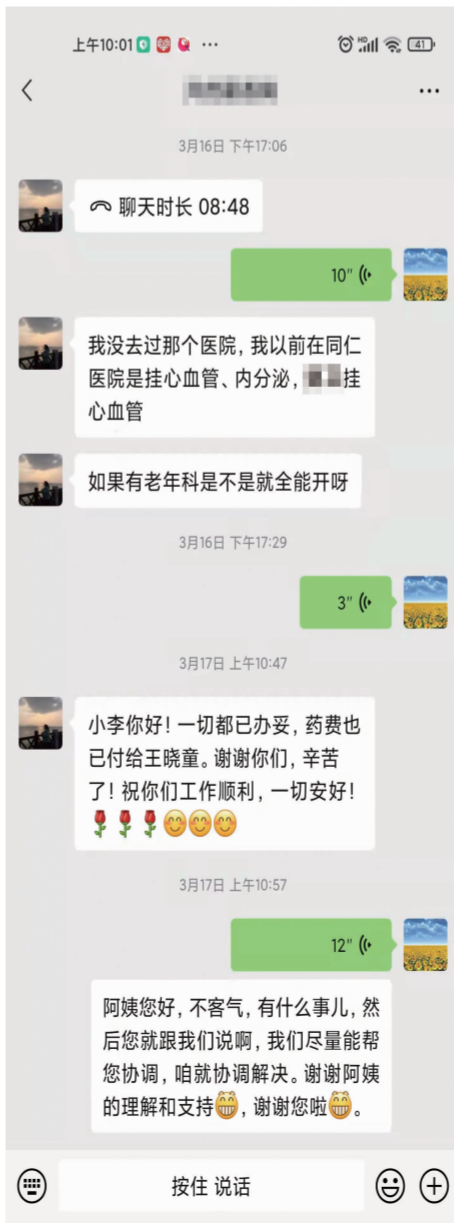 上午10:01 ···
HD 41
3月16日 下午17:06
聊天时长 08:48
10"
我没去过那个医院，我以前在同仁
医院是挂心血管、内分泌，挂
心血管
如果有老年科是不是就全能开呀
3月16日 下午17:29
3"
3月17日 上午10:47
小李你好！一切都已办妥，药费也
已付给王晓童。谢谢你们，辛苦
了！祝你们工作顺利，一切安好！
🌹🌹🌹😊😊😊
3月17日 上午10:57
12"
阿姨您好，不客气，有什么事儿，然
后您就跟我们说啊，我们尽量能帮
您协调，咱就协调解决。谢谢阿姨
的理解和支持😁，谢谢您啦😁。
按住 说话